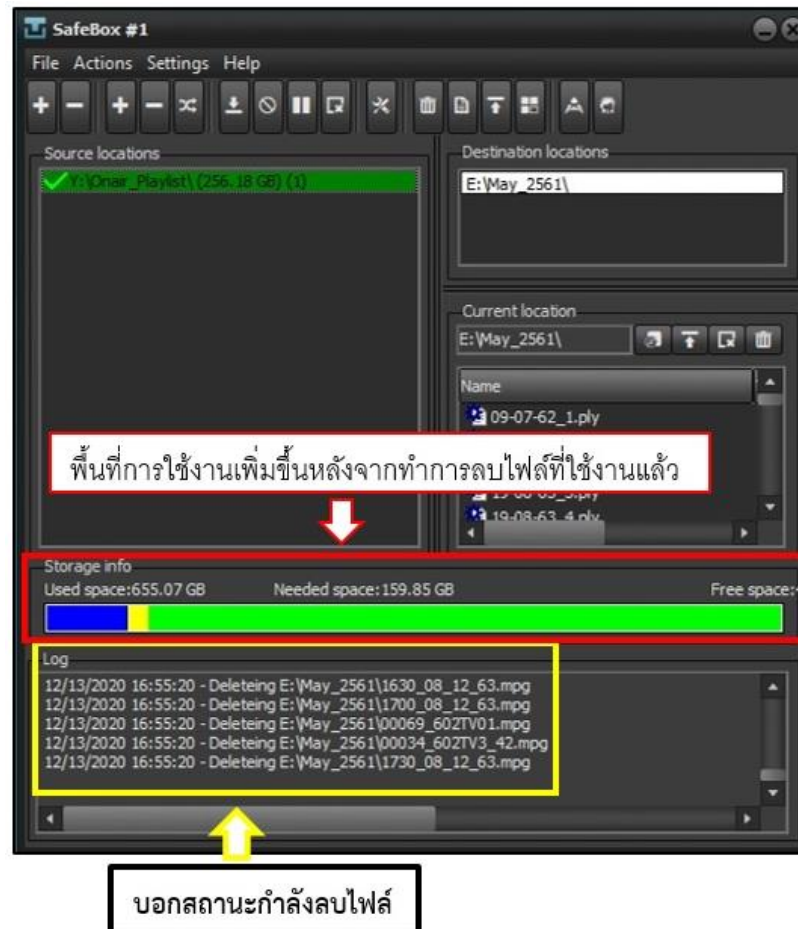 SafeBox #1
File Actions Settings Help
Source locations
Y:\Onair_Playlist\ (256.18 GB) (1)
Destination locations
E:\May_2561\
Current location
E:\May_2561\
Name
09-07-62_1.ply
พื้นที่การใช้งานเพิ่มขึ้นหลังจากทำการลบไฟล์ที่ใช้งานแล้ว
19-08-63_4.ply
Storage info
Used space:655.07 GB Needed space:159.85 GB Free space:
Log
12/13/2020 16:55:20 - Deleteing E:\May_2561\1630_08_12_63.mpg
12/13/2020 16:55:20 - Deleteing E:\May_2561\1700_08_12_63.mpg
12/13/2020 16:55:20 - Deleteing E:\May_2561\00069_602TV01.mpg
12/13/2020 16:55:20 - Deleteing E:\May_2561\00034_602TV3_42.mpg
12/13/2020 16:55:20 - Deleteing E:\May_2561\1730_08_12_63.mpg
บอกสถานะกำลังลบไฟล์